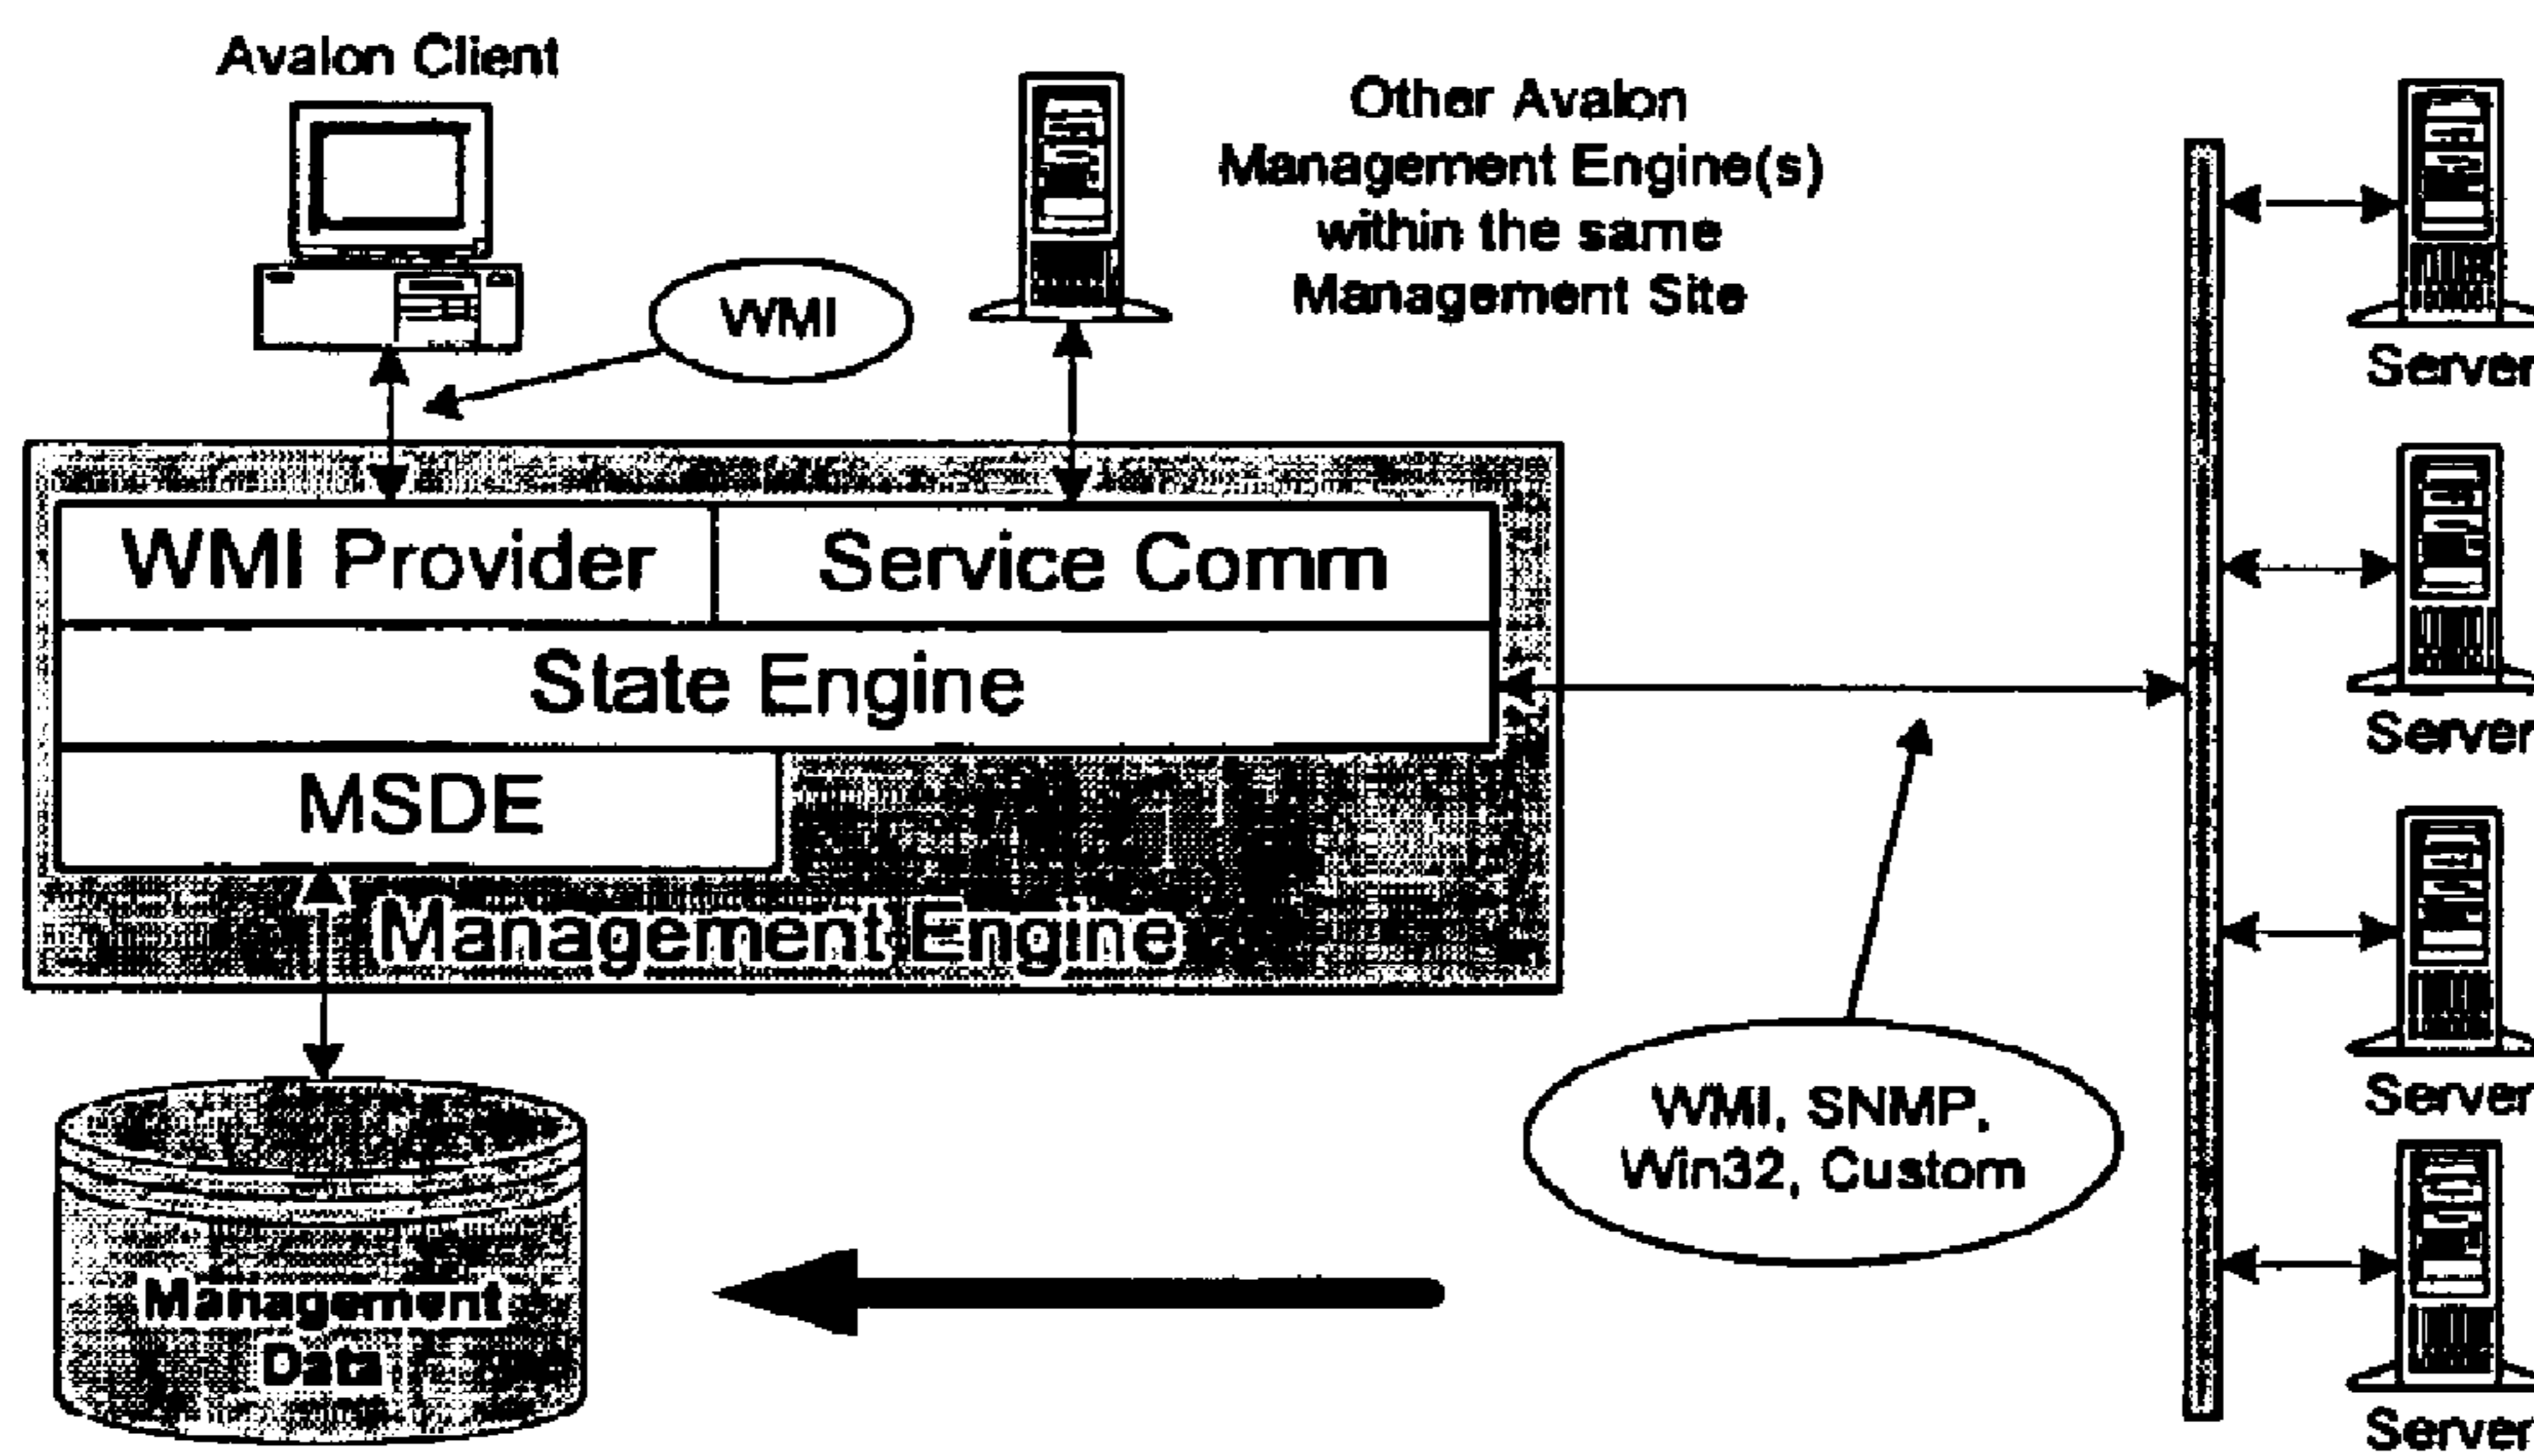 Avalon Client
Other Avalon
Management Engine(s)
within the same
Management Site
WMI
Server
WMI Provider
Service Comm
State Engine
Server
MSDE
Management Engine
WMI, SNMP,
Win32, Custom
Server
Management
Data
Server